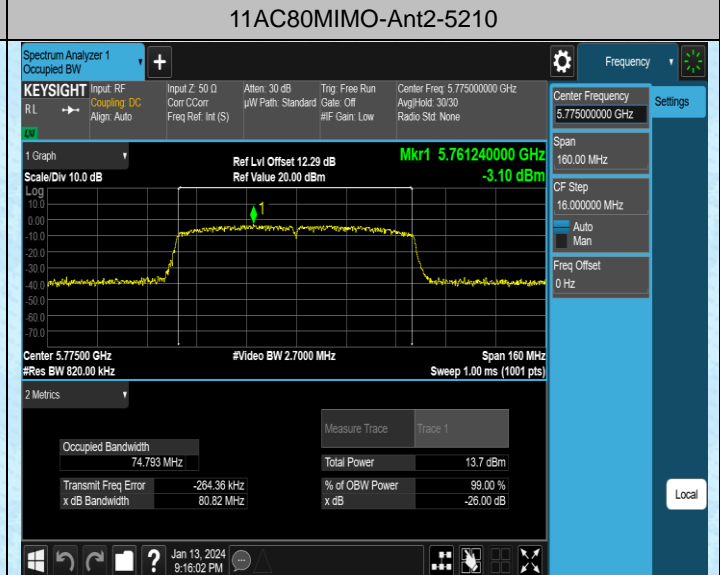 11AC80MIMO-Ant2-5210
Spectrum Analyzer 1
Occupied BW
+
Frequency
KEYSIGHT Input: RF
RL
Coupling: DC
Align: Auto
Input Z: 50 Ω
Corr CCorr
Freq Ref: Int (S)
Atten: 30 dB
µW Path: Standard
Trig: Free Run
Gate: Off
#IF Gain: Low
Center Freq: 5.775000000 GHz
Avg|Hold: 30/30
Radio Std: None
LXI
Center Frequency
5.775000000 GHz
Settings
Span
160.00 MHz
CF Step
16.000000 MHz
Auto
Man
Freq Offset
0 Hz
Local
1 Graph
Scale/Div 10.0 dB
Ref Lvl Offset 12.29 dB
Ref Value 20.00 dBm
Mkr1 5.761240000 GHz
-3.10 dBm
Log
10.0
0.00
-10.0
-20.0
-30.0
-40.0
-50.0
-60.0
-70.0
1
Center 5.77500 GHz
#Res BW 820.00 kHz
#Video BW 2.7000 MHz
Span 160 MHz
Sweep 1.00 ms (1001 pts)
2 Metrics
Measure Trace Trace 1
Occupied Bandwidth
74.793 MHz
Total Power 13.7 dBm
Transmit Freq Error -264.36 kHz
% of OBW Power 99.00 %
x dB Bandwidth 80.82 MHz
x dB -26.00 dB
?
Jan 13, 2024
9:16:02 PM